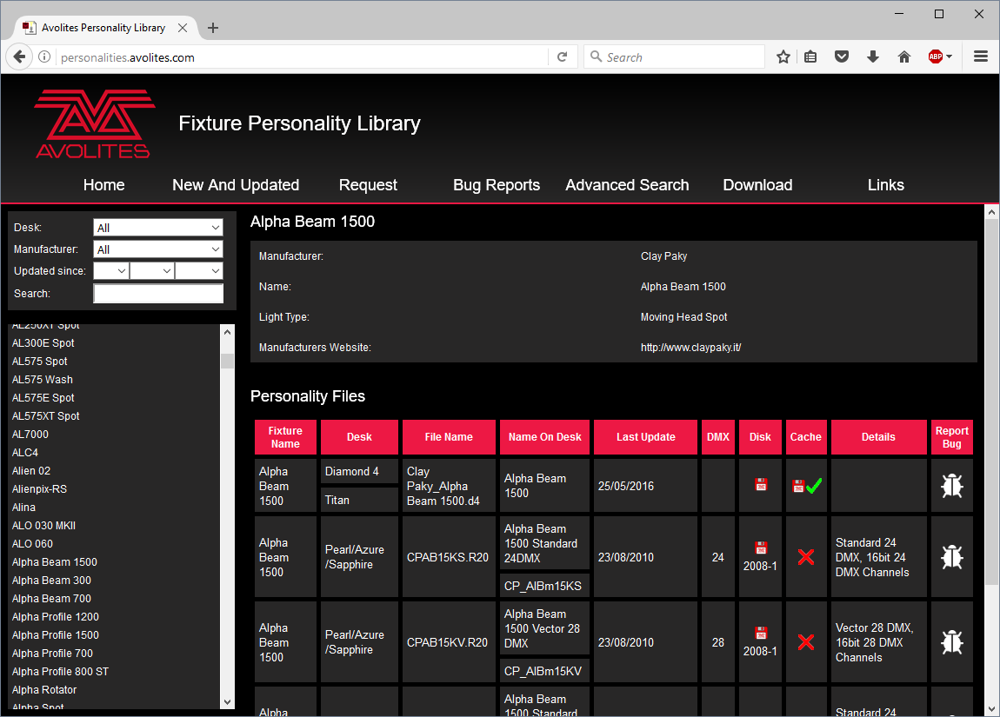 Avolites Personality Library
personalities.avolites.com
Search
ABP
AVOLITES
Fixture Personality Library
Home New And Updated Request Bug Reports Advanced Search Download Links
Desk: All
Manufacturer: All
Updated since:
Search:
AL250XT Spot
AL300E Spot
AL575 Spot
AL575 Wash
AL575E Spot
AL575XT Spot
AL7000
ALC4
Alien 02
Alienpix-RS
Alina
ALO 030 MKII
ALO 060
Alpha Beam 1500
Alpha Beam 300
Alpha Beam 700
Alpha Profile 1200
Alpha Profile 1500
Alpha Profile 700
Alpha Profile 800 ST
Alpha Rotator
Alpha Spot
Alpha Beam 1500
Manufacturer: Clay Paky
Name: Alpha Beam 1500
Light Type: Moving Head Spot
Manufacturers Website: http://www.claypaky.it/
Personality Files
Fixture
Name
Desk
File Name
Name On Desk
Last Update
DMX
Disk
Cache
Details
Report
Bug
Alpha
Beam
1500
Diamond 4
Titan
Clay
Paky_Alpha
Beam 1500.d4
Alpha Beam
1500
25/05/2016
Alpha
Beam
1500
Pearl/Azure
/Sapphire
CPAB15KS.R20
Alpha Beam
1500 Standard
24DMX
CP_AlBm15KS
23/08/2010
24
2008-1
Standard 24
DMX, 16bit 24
DMX Channels
Alpha
Beam
1500
Pearl/Azure
/Sapphire
CPAB15KV.R20
Alpha Beam
1500 Vector 28
DMX
CP_AlBm15KV
23/08/2010
28
2008-1
Vector 28 DMX,
16bit 28 DMX
Channels
Alpha
Alpha Beam
1500 Standard
Standard 24